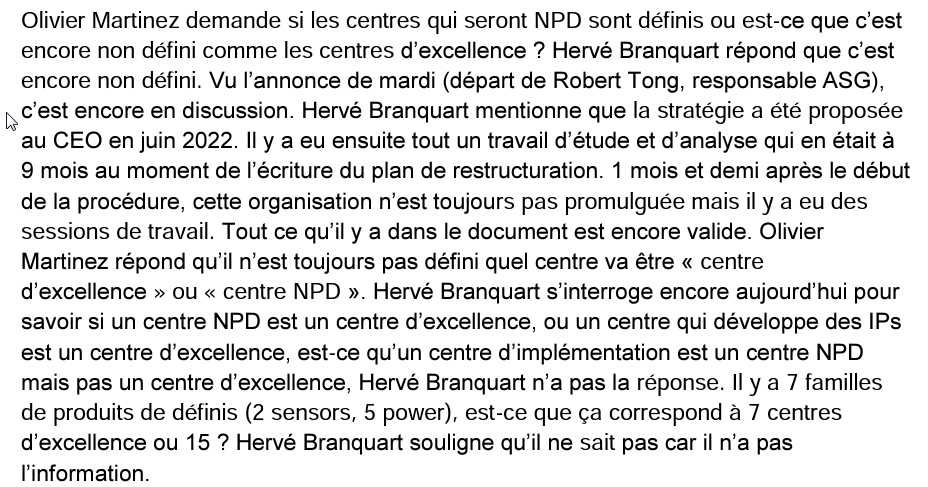 Olivier Martinez demande si les centres qui seront NPD sont définis ou est-ce que c’est
encore non défini comme les centres d’excellence ? Hervé Branquart répond que c’est
encore non défini. Vu l’annonce de mardi (départ de Robert Tong, responsable ASG),
c’est encore en discussion. Hervé Branquart mentionne que la stratégie a été proposée
au CEO en juin 2022. Il y a eu ensuite tout un travail d’étude et d’analyse qui en était à
9 mois au moment de l’écriture du plan de restructuration. 1 mois et demi après le début
de la procédure, cette organisation n’est toujours pas promulguée mais il y a eu des
sessions de travail. Tout ce qu’il y a dans le document est encore valide. Olivier
Martinez répond qu’il n’est toujours pas défini quel centre va être « centre
d’excellence » ou « centre NPD ». Hervé Branquart s’interroge encore aujourd’hui pour
savoir si un centre NPD est un centre d’excellence, ou un centre qui développe des IPs
est un centre d’excellence, est-ce qu’un centre d’implémentation est un centre NPD
mais pas un centre d’excellence, Hervé Branquart n’a pas la réponse. Il y a 7 familles
de produits de définis (2 sensors, 5 power), est-ce que ça correspond à 7 centres
d’excellence ou 15 ? Hervé Branquart souligne qu’il ne sait pas car il n’a pas
l’information.